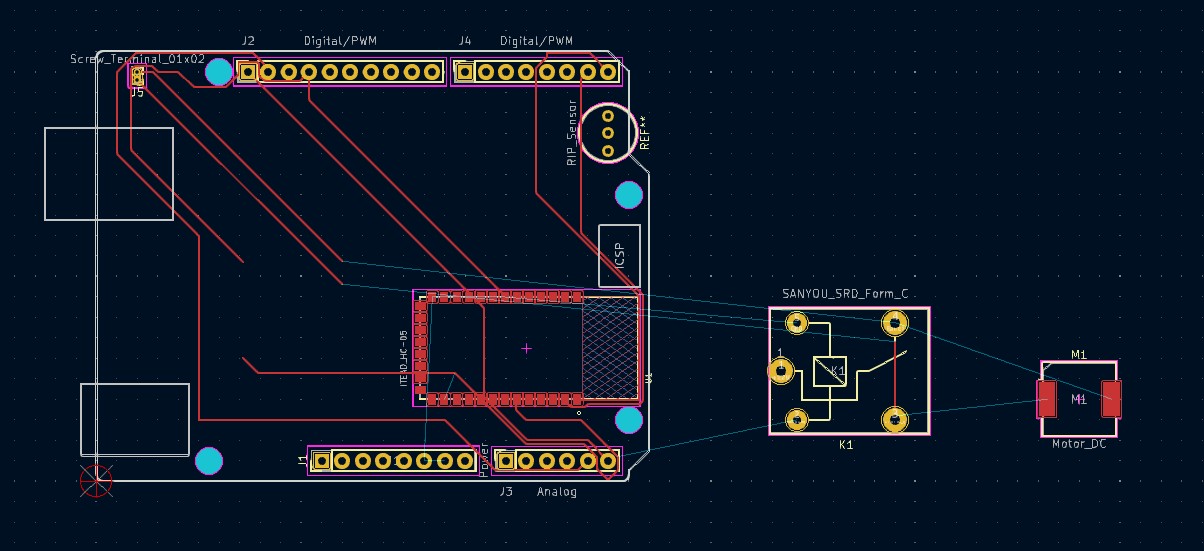 J2
Digital/PWM
J4
Digital/PWM
Screw_Terminal_01x02
J5
RIP_Sensor
REF**
ICSP
SANYOU_SRD_Form_C
1
K1
K1
M1
M1
Motor_DC
ITEAD_HC-05
U1
J1
Power
J3
Analog